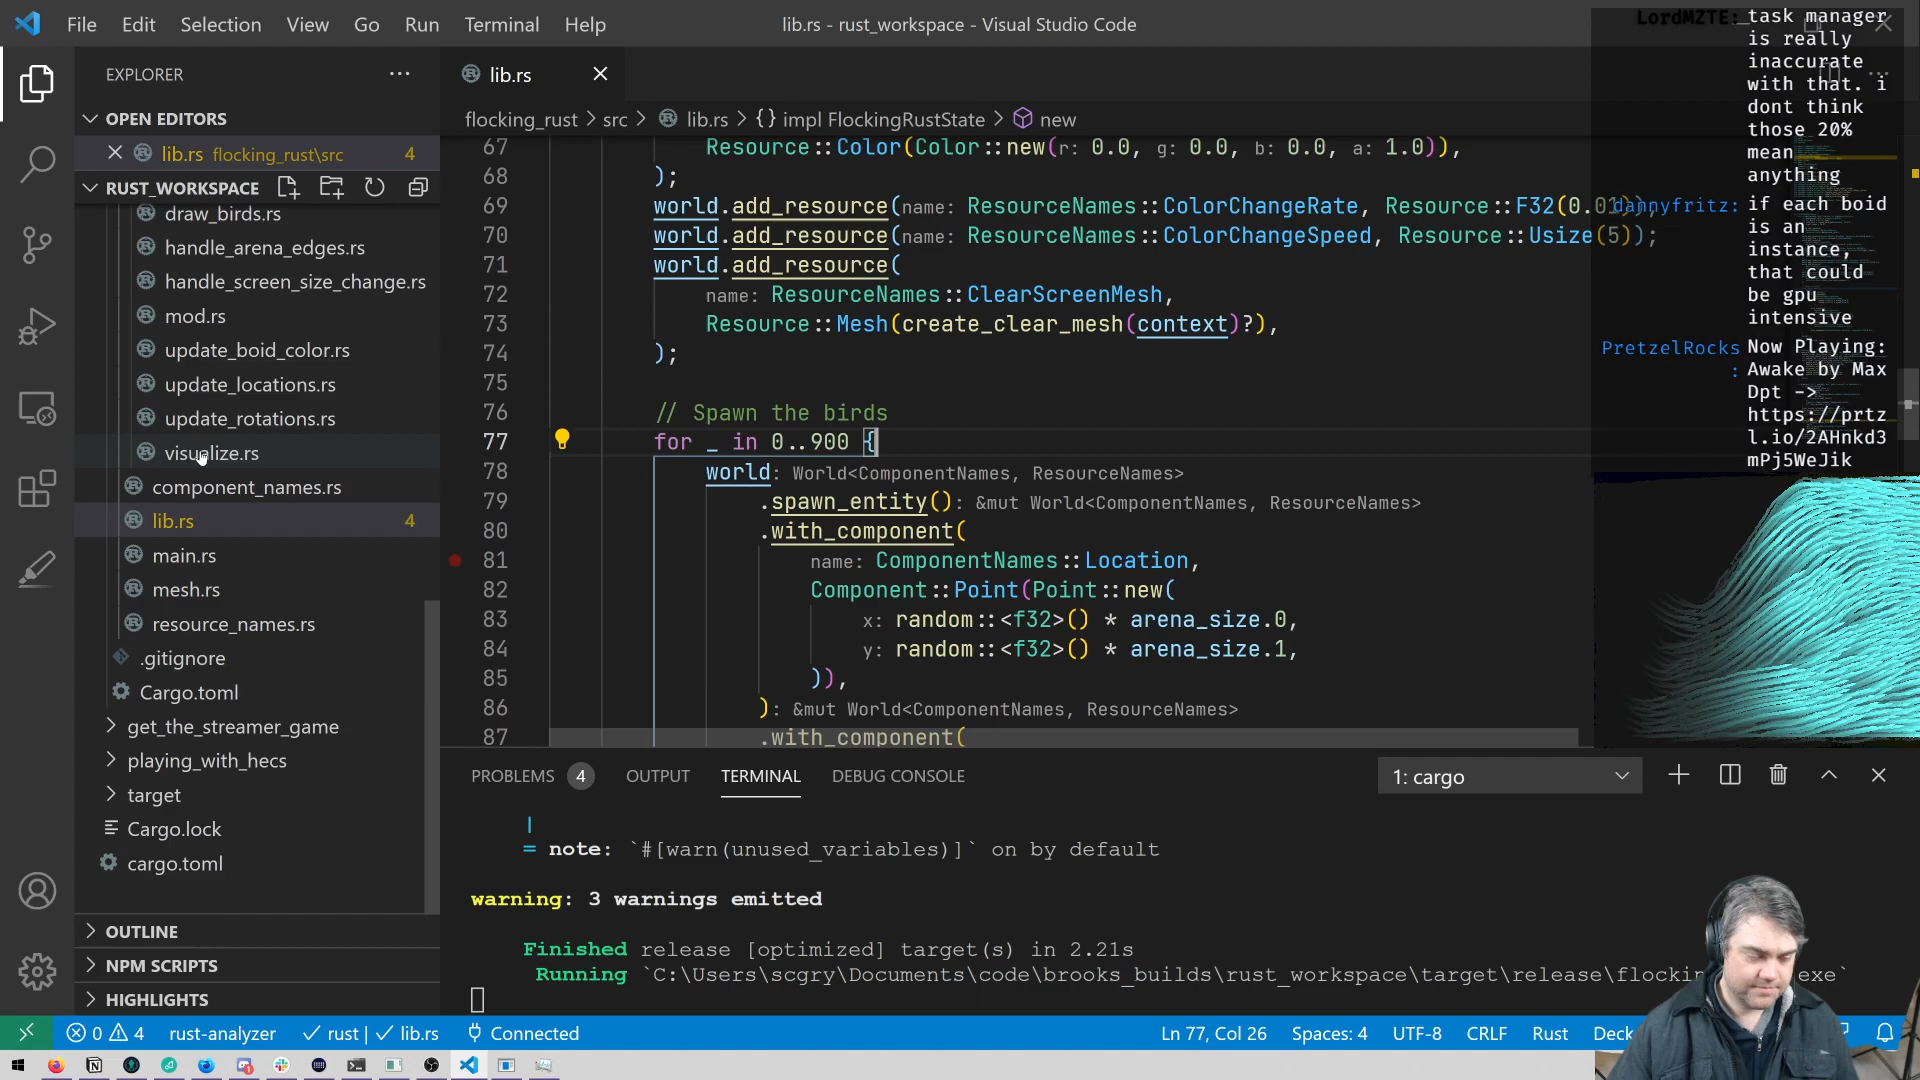 File Edit Selection View Go Run Terminal Help
lib.rs - rust_workspace - Visual Studio Code
EXPLORER
OPEN EDITORS
lib.rs flocking_rust\src 4
RUST_WORKSPACE
draw_birds.rs
handle_arena_edges.rs
handle_screen_size_change.rs
mod.rs
update_boid_color.rs
update_locations.rs
update_rotations.rs
visualize.rs
component_names.rs
lib.rs 4
main.rs
mesh.rs
resource_names.rs
.gitignore
Cargo.toml
get_the_streamer_game
playing_with_hecs
target
Cargo.lock
cargo.toml
OUTLINE
NPM SCRIPTS
HIGHLIGHTS
lib.rs
flocking_rust > src > lib.rs > {} impl FlockingRustState > new
67 Resource::Color(Color::new(r: 0.0, g: 0.0, b: 0.0, a: 1.0)),
68 );
69 world.add_resource(name: ResourceNames::ColorChangeRate, Resource::F32(0.01));
70 world.add_resource(name: ResourceNames::ColorChangeSpeed, Resource::Usize(5));
71 world.add_resource(
72 name: ResourceNames::ClearScreenMesh,
73 Resource::Mesh(create_clear_mesh(context)?),
74 );
75
76 // Spawn the birds
77 for _ in 0..900 {
78 world: World<ComponentNames, ResourceNames>
79 .spawn_entity(): &mut World<ComponentNames, ResourceNames>
80 .with_component(
81 name: ComponentNames::Location,
82 Component::Point(Point::new(
83 x: random::<f32>() * arena_size.0,
84 y: random::<f32>() * arena_size.1,
85 )),
86 ): &mut World<ComponentNames, ResourceNames>
87 .with_component(
LordMZTE: task manager
is really
inaccurate
with that. i
dont think
those 20%
mean
anything
dannyfritz: if each boid
is an
instance,
that could
be gpu
intensive
PretzelRocks Now Playing:
: Awake by Max
Dpt ->
https://prtz
l.io/2AHnkd3
mPj5WeJik
PROBLEMS 4 OUTPUT TERMINAL DEBUG CONSOLE
1: cargo
|
= note: `#[warn(unused_variables)]` on by default
warning: 3 warnings emitted
Finished release [optimized] target(s) in 2.21s
Running `C:\Users\scgry\Documents\code\brooks_builds\rust_workspace\target\release\flockin exe`
0 4 rust-analyzer rust | lib.rs Connected
Ln 77, Col 26 Spaces: 4 UTF-8 CRLF Rust Deck